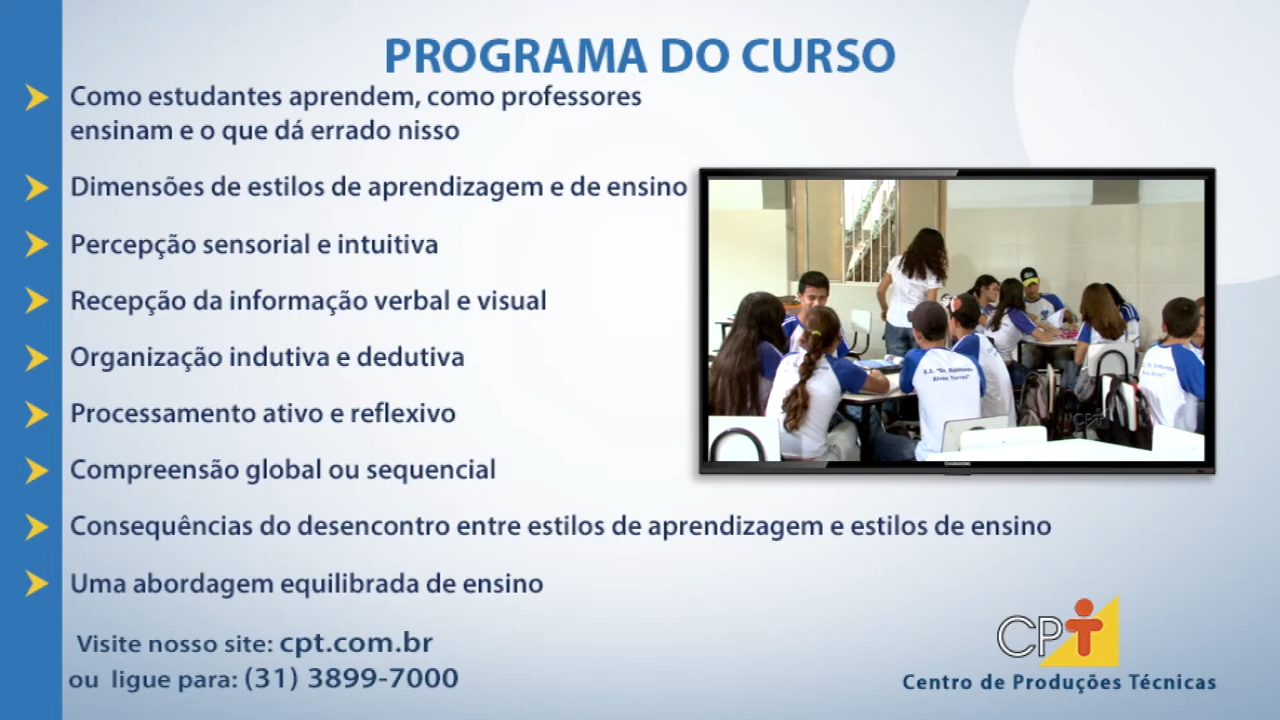 PROGRAMA DO CURSO
Como estudantes aprendem, como professores
ensinam e o que dá errado nisso
Dimensões de estilos de aprendizagem e de ensino
Percepção sensorial e intuitiva
Recepção da informação verbal e visual
Organização indutiva e dedutiva
Processamento ativo e reflexivo
Compreensão global ou sequencial
Consequências do desencontro entre estilos de aprendizagem e estilos de ensino
Uma abordagem equilibrada de ensino
Visite nosso site: cpt.com.br
ou ligue para: (31) 3899-7000
CPT
Centro de Produções Técnicas